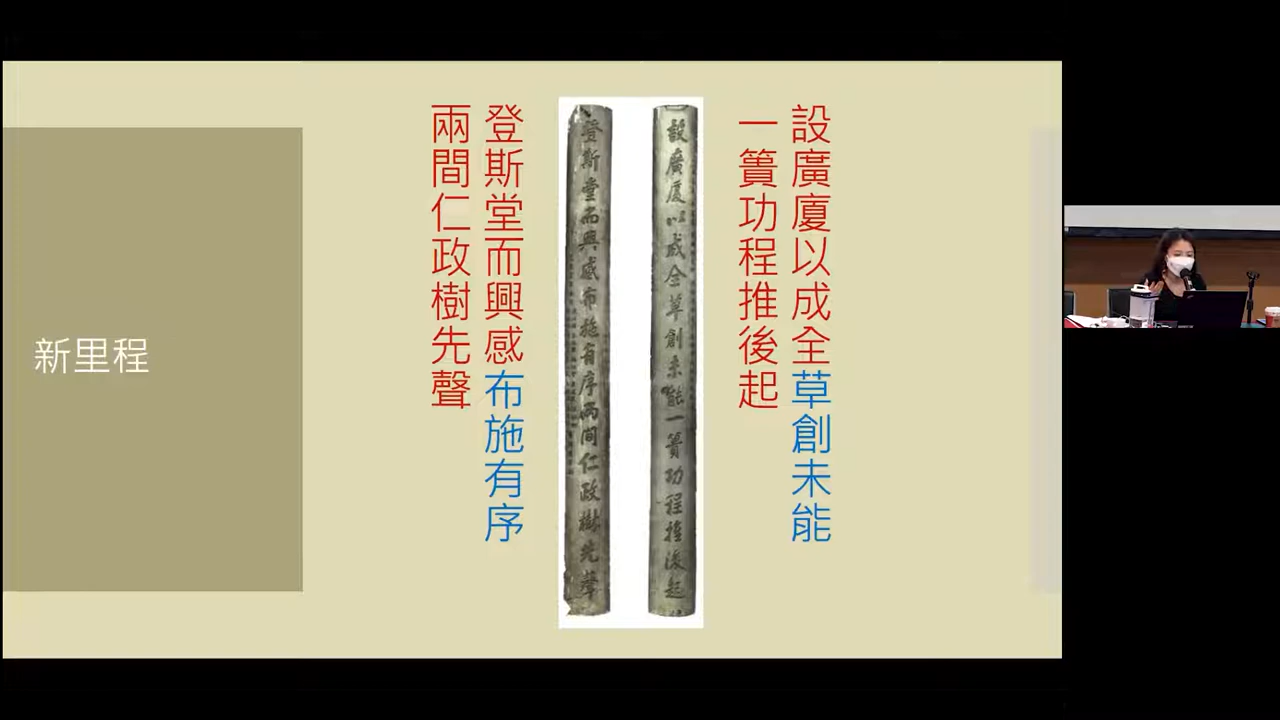 設廣廈以成全草創未能
一簣功程推後起
設廣廈以成全草創未能一簣功程推後起
登斯堂而興感布施有序兩間仁政樹先聲
登斯堂而興感布施有序
兩間仁政樹先聲
新里程